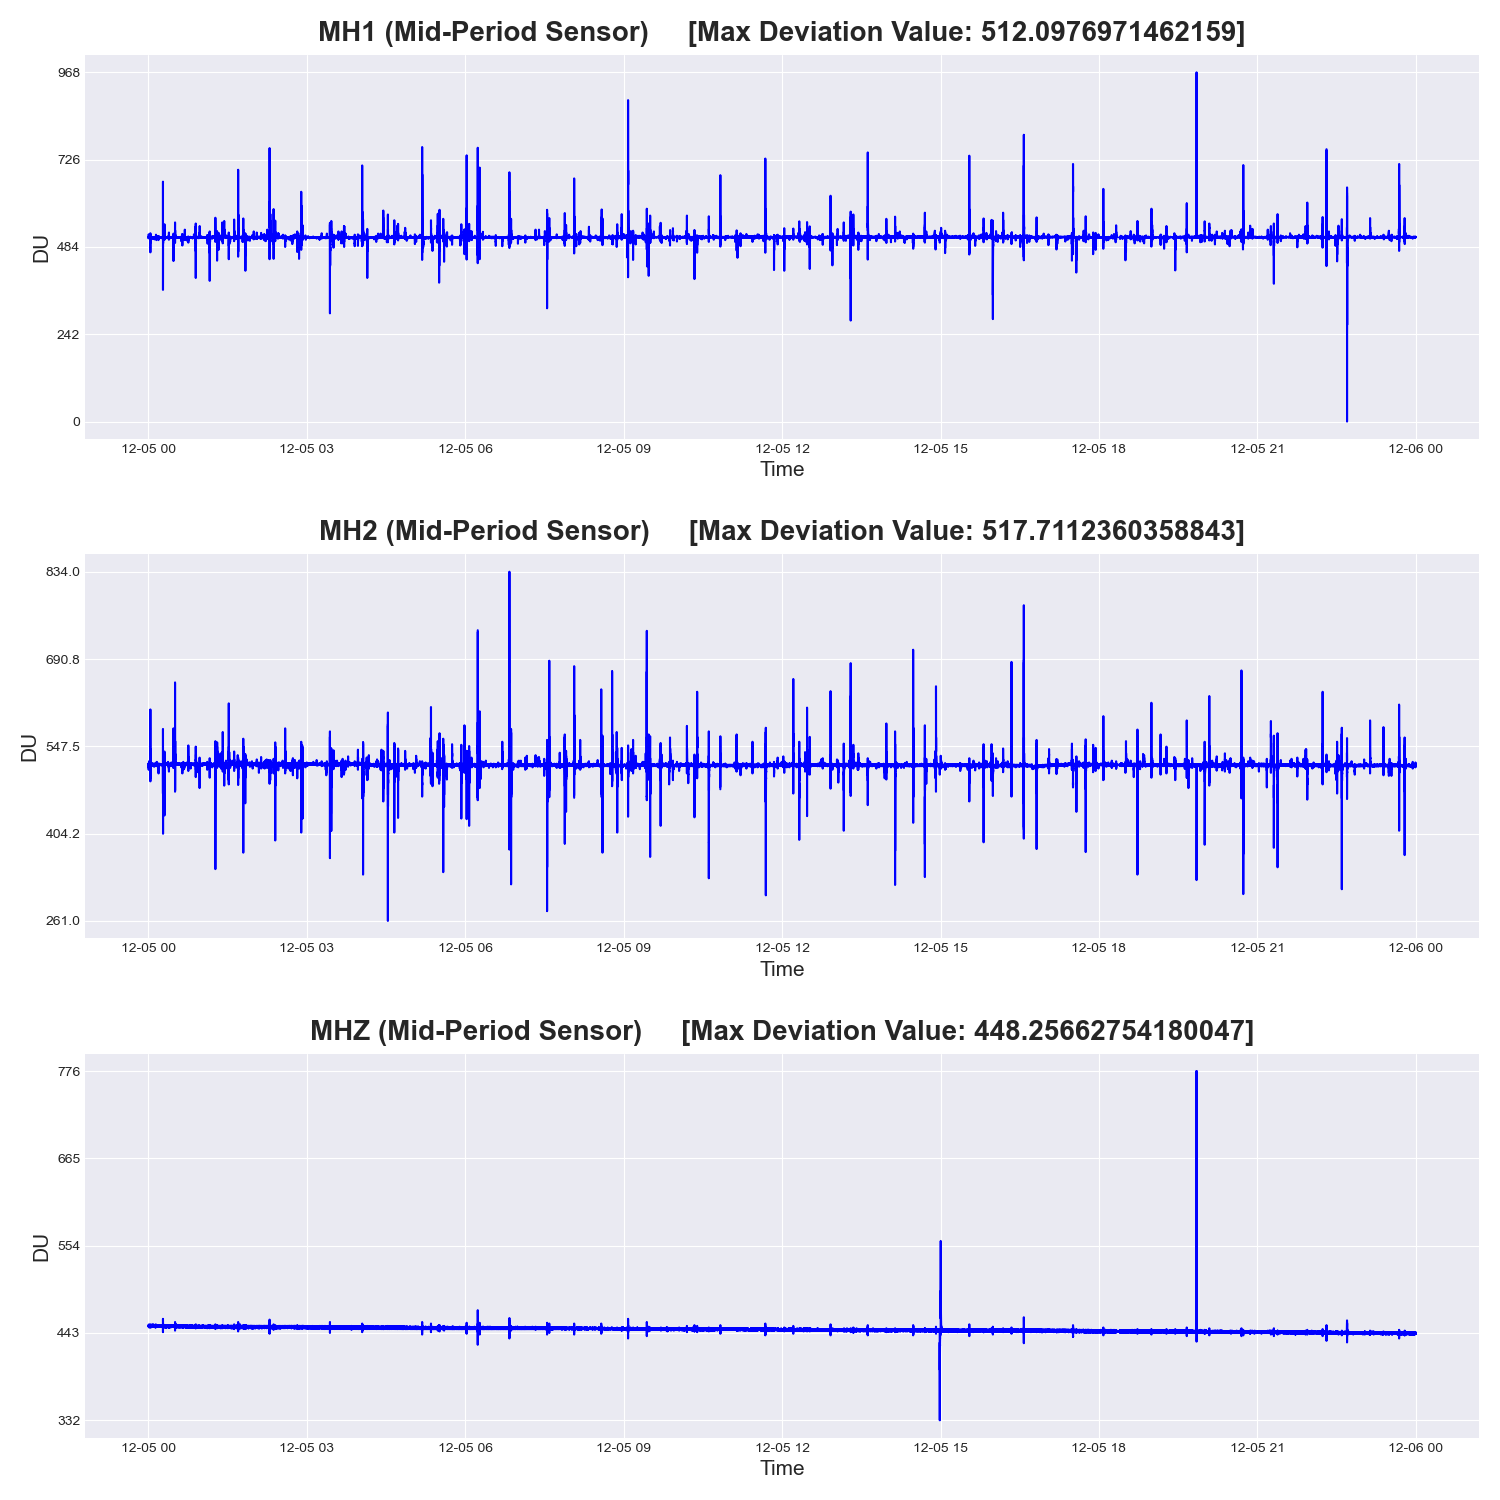 MH1 (Mid-Period Sensor) [Max Deviation Value: 512.0976971462159]
968
726
484
242
0
DU
12-05 00 12-05 03 12-05 06 12-05 09 12-05 12 12-05 15 12-05 18 12-05 21 12-06 00
Time
MH2 (Mid-Period Sensor) [Max Deviation Value: 517.7112360358843]
834.0
690.8
547.5
404.2
261.0
DU
12-05 00 12-05 03 12-05 06 12-05 09 12-05 12 12-05 15 12-05 18 12-05 21 12-06 00
Time
MHZ (Mid-Period Sensor) [Max Deviation Value: 448.25662754180047]
776
665
554
443
332
DU
12-05 00 12-05 03 12-05 06 12-05 09 12-05 12 12-05 15 12-05 18 12-05 21 12-06 00
Time